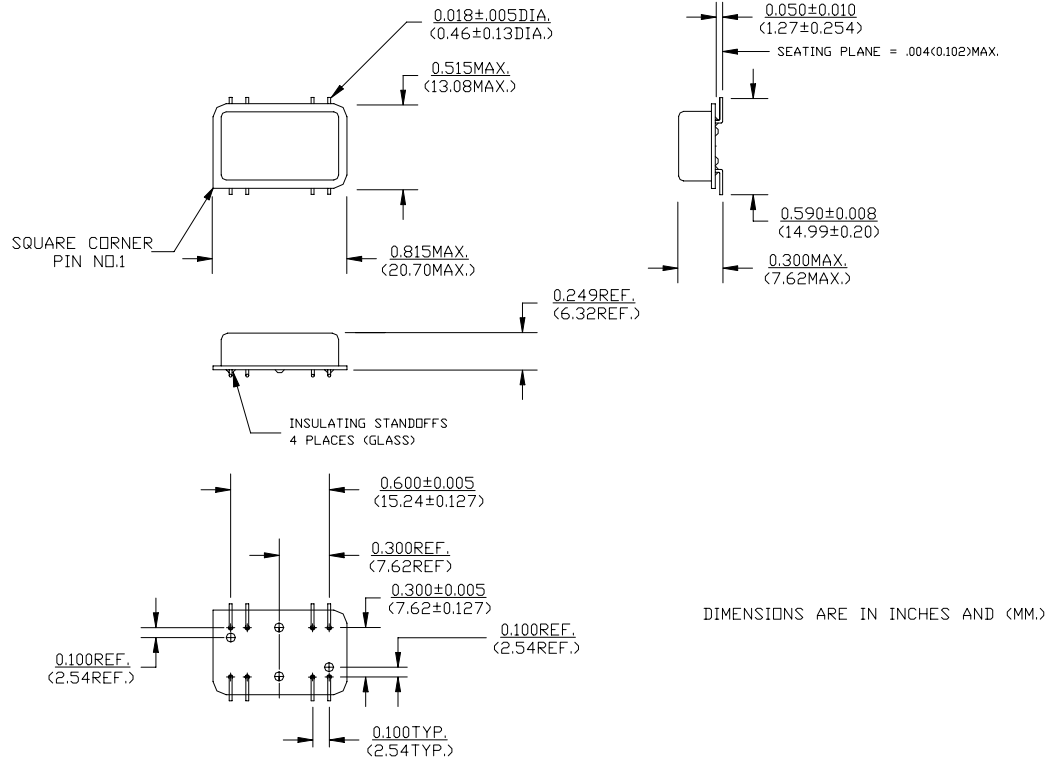 0.018±.005DIA.
(0.46±0.13DIA.)
0.515MAX.
(13.08MAX.)
SQUARE CORNER
PIN NO.1
0.815MAX.
(20.70MAX.)
0.050±0.010
(1.27±0.254)
SEATING PLANE = .004(0.102)MAX.
0.590±0.008
(14.99±0.20)
0.300MAX.
(7.62MAX.)
0.249REF.
(6.32REF.)
INSULATING STANDOFFS
4 PLACES (GLASS)
0.600±0.005
(15.24±0.127)
0.300REF.
(7.62REF)
0.300±0.005
(7.62±0.127)
0.100REF.
(2.54REF.)
0.100REF.
(2.54REF.)
0.100TYP.
(2.54TYP.)
DIMENSIONS ARE IN INCHES AND (MM.)